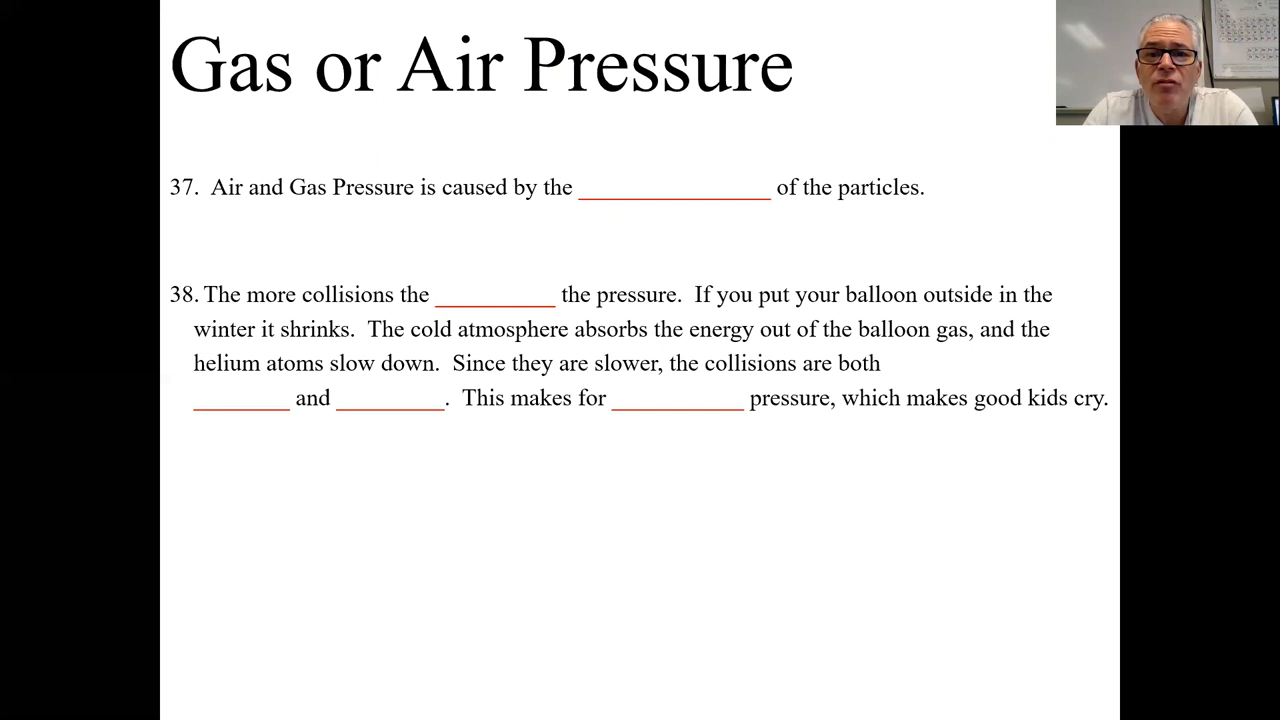 Gas or Air Pressure
37. Air and Gas Pressure is caused by the ________________ of the particles.
38. The more collisions the __________ the pressure. If you put your balloon outside in the
winter it shrinks. The cold atmosphere absorbs the energy out of the balloon gas, and the
helium atoms slow down. Since they are slower, the collisions are both
________ and _________. This makes for ___________ pressure, which makes good kids cry.